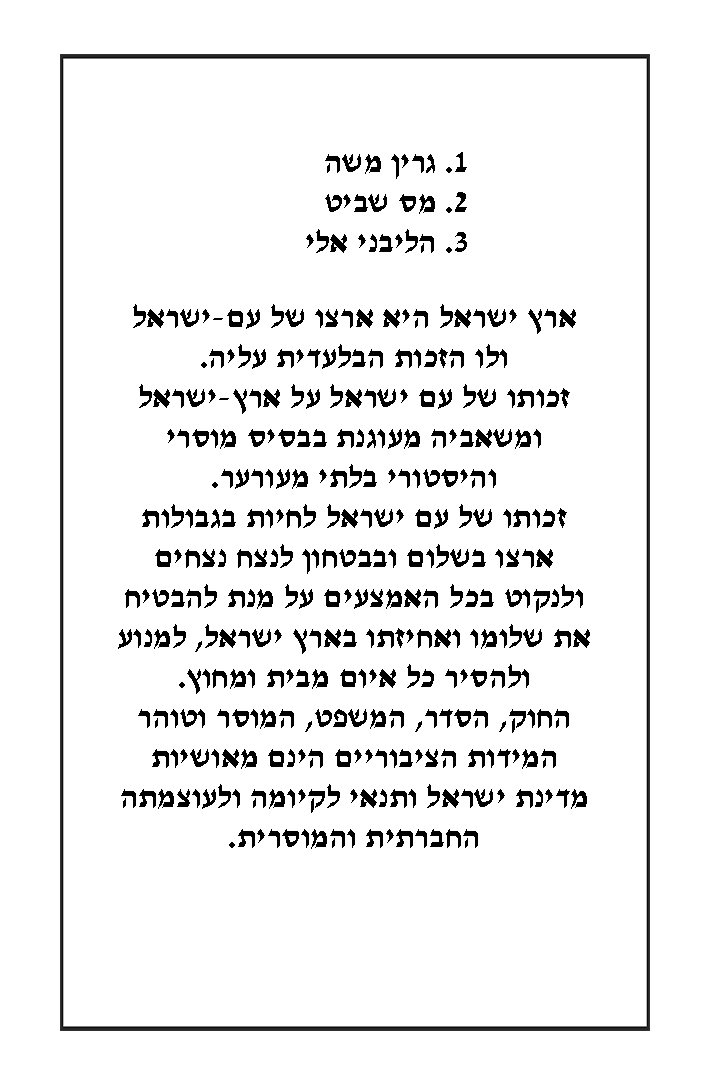 1. גרין משה
2. מס שביט
3. הליבני אלי
ארץ ישראל היא ארצו של עם-ישראל
ולו הזכות הבלעדית עליה.
זכותו של עם ישראל על ארץ-ישראל
ומשאביה מעוגנת בבסיס מוסרי
והיסטורי בלתי מעורער.
זכותו של עם ישראל לחיות בגבולות
ארצו בשלום ובבטחון לנצח נצחים
ולנקוט בכל האמצעים על מנת להבטיח
את שלומו ואחיזתו בארץ ישראל, למנוע
ולהסיר כל איום מבית ומחוץ.
החוק, הסדר, המשפט, המוסר וטוהר
המידות הציבוריים הינם מאושיות
מדינת ישראל ותנאי לקיומה ולעוצמתה
החברתית והמוסרית.